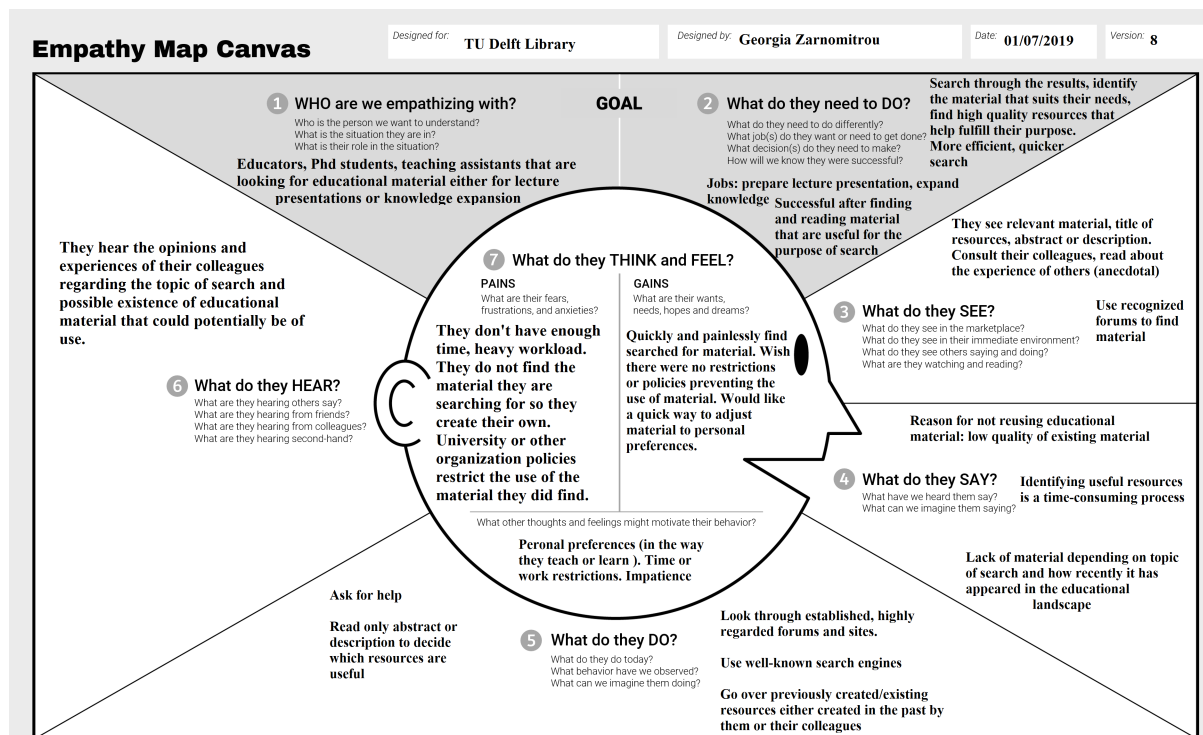 Empathy Map Canvas
Designed for:
TU Delft Library
Designed by:
Georgia Zarnomitrou
Date:
01/07/2019
Version:
8
1
WHO are we empathizing with?
Who is the person we want to understand?
What is the situation they are in?
What is their role in the situation?
Educators, Phd students, teaching assistants that are
looking for educational material either for lecture
presentations or knowledge expansion
GOAL
2
What do they need to DO?
What do they need to do differently?
What job(s) do they want or need to get done?
What decision(s) do they need to make?
How will we know they were successful?
Search through the results, identify
the material that suits their needs,
find high quality resources that
help fulfill their purpose.
More efficient, quicker
search
Jobs: prepare lecture presentation, expand
knowledge
Successful after finding
and reading material
that are useful for the
purpose of search
They see relevant material, title of
resources, abstract or description.
Consult their colleagues, read about
the experience of others (anecdotal)
3
What do they SEE?
What do they see in the marketplace?
What do they see in their immediate environment?
What do they see others saying and doing?
What are they watching and reading?
Use recognized
forums to find
material
Reason for not reusing educational
material: low quality of existing material
4
What do they SAY?
What have we heard them say?
What can we imagine them saying?
Identifying useful resources
is a time-consuming process
Lack of material depending on topic
of search and how recently it has
appeared in the educational
landscape
5
What do they DO?
What do they do today?
What behavior have we observed?
What can we imagine them doing?
Ask for help
Read only abstract or
description to decide
which resources are
useful
Look through established, highly
regarded forums and sites.
Use well-known search engines
Go over previously created/existing
resources either created in the past by
them or their colleagues
They hear the opinions and
experiences of their colleagues
regarding the topic of search and
possible existence of educational
material that could potentially be of
use.
6
What do they HEAR?
What are they hearing others say?
What are they hearing from friends?
What are they hearing from colleagues?
What are they hearing second-hand?
7
What do they THINK and FEEL?
PAINS
What are their fears,
frustrations, and anxieties?
They don't have enough
time, heavy workload.
They do not find the
material they are
searching for so they
create their own.
University or other
organization policies
restrict the use of the
material they did find.
GAINS
What are their wants,
needs, hopes and dreams?
Quickly and painlessly find
searched for material. Wish
there were no restrictions
or policies preventing the
use of material. Would like
a quick way to adjust
material to personal
preferences.
What other thoughts and feelings might motivate their behavior?
Peronal preferences (in the way
they teach or learn ). Time or
work restrictions. Impatience